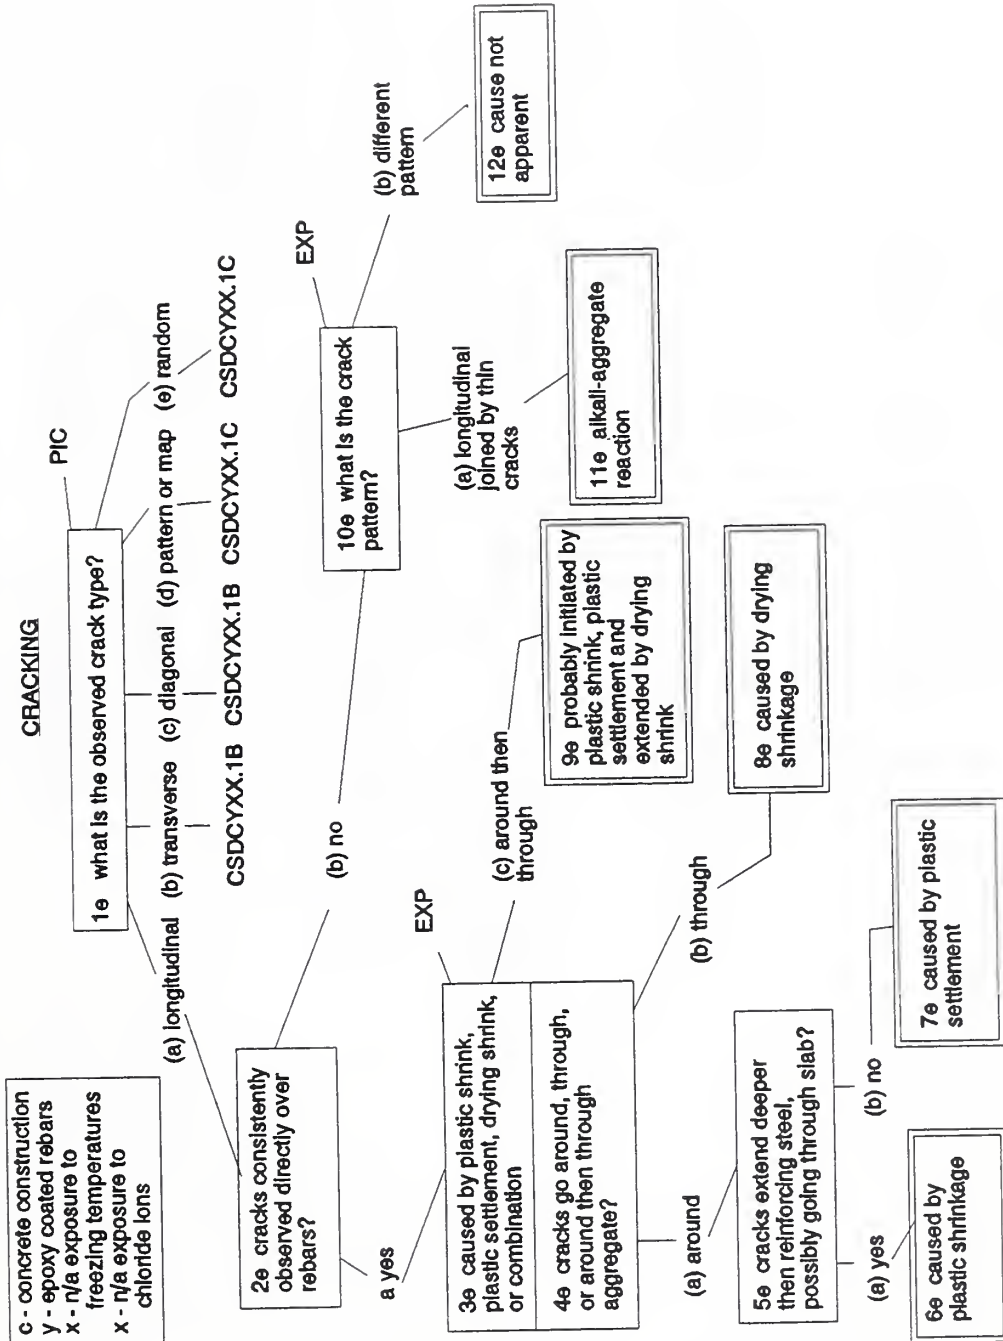 CRACKING
c - concrete construction
y - epoxy coated rebars
x - n/a exposure to
freezing temperatures
x - n/a exposure to
chloride ions
1e what is the observed crack type?
PIC
(a) longitudinal (b) transverse (c) diagonal (d) pattern or map (e) random
CSDCYXX.1B CSDCYXX.1B CSDCYXX.1C CSDCYXX.1C
2e cracks consistently
observed directly over
rebars?
a yes
(b) no
3e caused by plastic shrink,
plastic settlement, drying shrink,
or combination
EXP
4e cracks go around, through,
or around then through
aggregate?
(a) around
(b) through
(c) around then
through
5e cracks extend deeper
then reinforcing steel,
possibly going through slab?
(a) yes
(b) no
6e caused by
plastic shrinkage
7e caused by plastic
settlement
8e caused by drying
shrinkage
9e probably initiated by
plastic shrink, plastic
settlement and
extended by drying
shrink
10e what is the crack
pattern?
EXP
(a) longitudinal
joined by thin
cracks
(b) different
pattern
11e alkali-aggregate
reaction
12e cause not
apparent